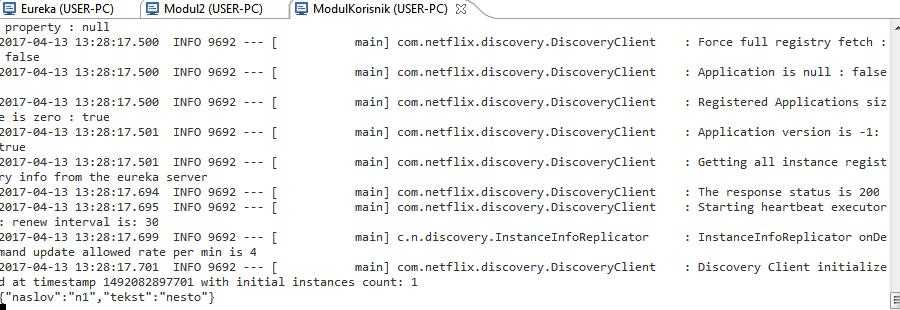 Eureka (USER-PC) Modul2 (USER-PC) ModulKorisnik (USER-PC)
property : null
2017-04-13 13:28:17.500 INFO 9692 --- [ main] com.netflix.discovery.DiscoveryClient : Force full registry fetch :
false
2017-04-13 13:28:17.500 INFO 9692 --- [ main] com.netflix.discovery.DiscoveryClient : Application is null : false
2017-04-13 13:28:17.500 INFO 9692 --- [ main] com.netflix.discovery.DiscoveryClient : Registered Applications siz
e is zero : true
2017-04-13 13:28:17.501 INFO 9692 --- [ main] com.netflix.discovery.DiscoveryClient : Application version is -1:
true
2017-04-13 13:28:17.501 INFO 9692 --- [ main] com.netflix.discovery.DiscoveryClient : Getting all instance regist
ry info from the eureka server
2017-04-13 13:28:17.694 INFO 9692 --- [ main] com.netflix.discovery.DiscoveryClient : The response status is 200
2017-04-13 13:28:17.695 INFO 9692 --- [ main] com.netflix.discovery.DiscoveryClient : Starting heartbeat executor
: renew interval is: 30
2017-04-13 13:28:17.699 INFO 9692 --- [ main] c.n.discovery.InstanceInfoReplicator : InstanceInfoReplicator onDe
mand update allowed rate per min is 4
2017-04-13 13:28:17.701 INFO 9692 --- [ main] com.netflix.discovery.DiscoveryClient : Discovery Client initialize
d at timestamp 1492082897701 with initial instances count: 1
{"naslov":"n1","tekst":"nesto"}